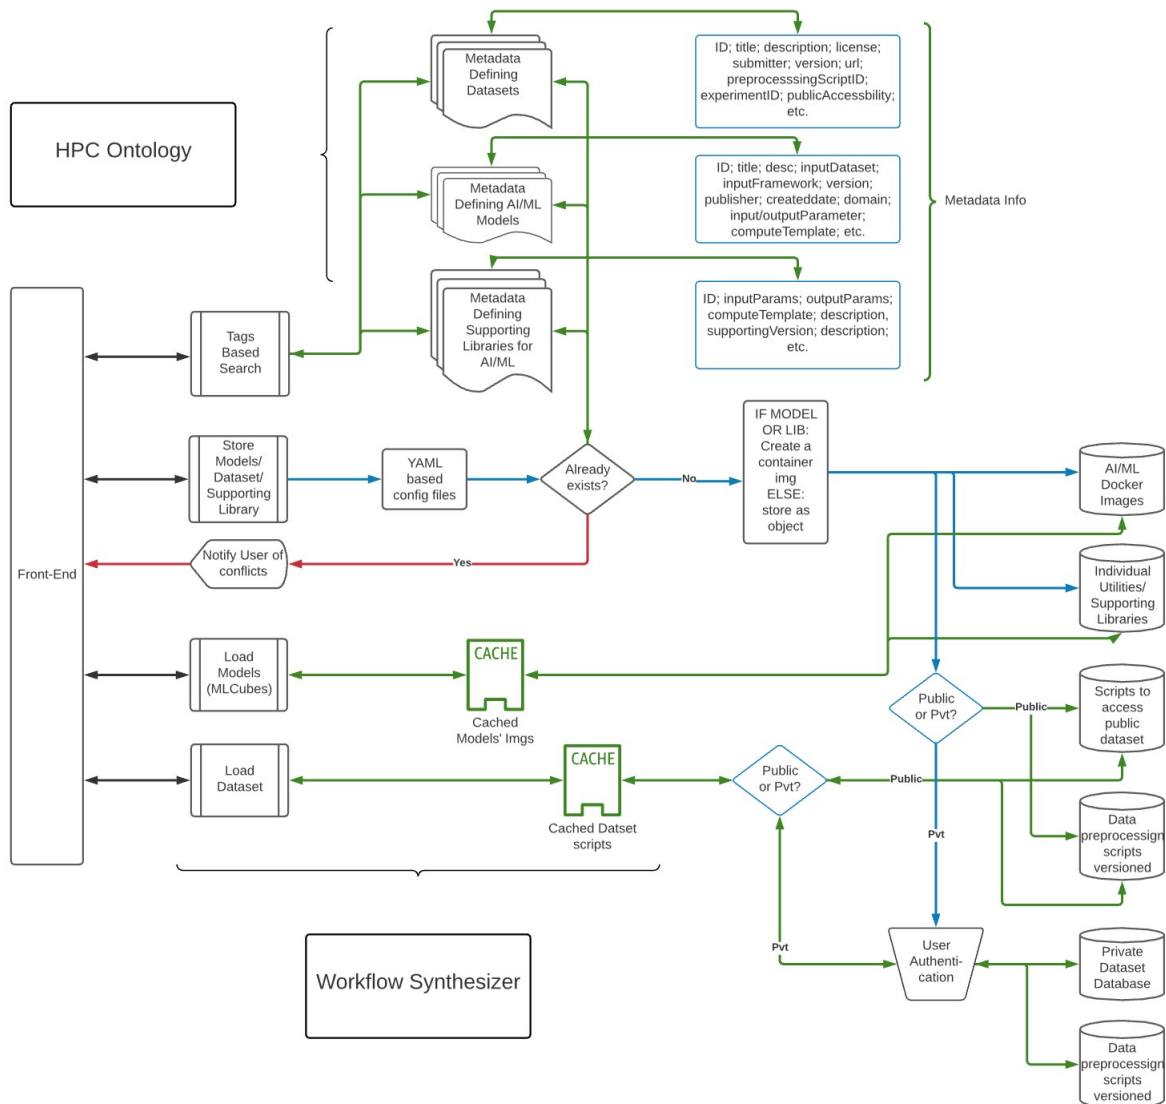 HPC Ontology
Metadata
Defining
Datasets
ID; title; description; license;
submitter; version; url;
preprocesssingScriptID;
experimentID; publicAccessbility;
etc.
Metadata
Defining AI/ML
Models
ID; title; desc; inputDataset;
inputFramework; version;
publisher; createddate; domain;
input/outputParameter;
computeTemplate; etc.
Metadata Info
Metadata
Defining
Supporting
Libraries for
AI/ML
ID; inputParams; outputParams;
computeTemplate; description,
supportingVersion; description;
etc.
Front-End
Tags
Based
Search
Store
Models/
Dataset/
Supporting
Library
YAML
based
config files
Already
exists?
No
IF MODEL
OR LIB:
Create a
container
img
ELSE:
store as
object
AI/ML
Docker
Images
Notify User of
conflicts
Yes
Individual
Utilities/
Supporting
Libraries
Load
Models
(MLCubes)
CACHE
Cached
Models' Imgs
Public
or Pvt?
Public
Scripts to
access
public
dataset
Load
Dataset
CACHE
Cached Datset
scripts
Public
or Pvt?
Public
Pvt
Data
preprocessign
scripts
versioned
Pvt
User
Authenti-
cation
Private
Dataset
Database
Workflow Synthesizer
Data
preprocessign
scripts
versioned